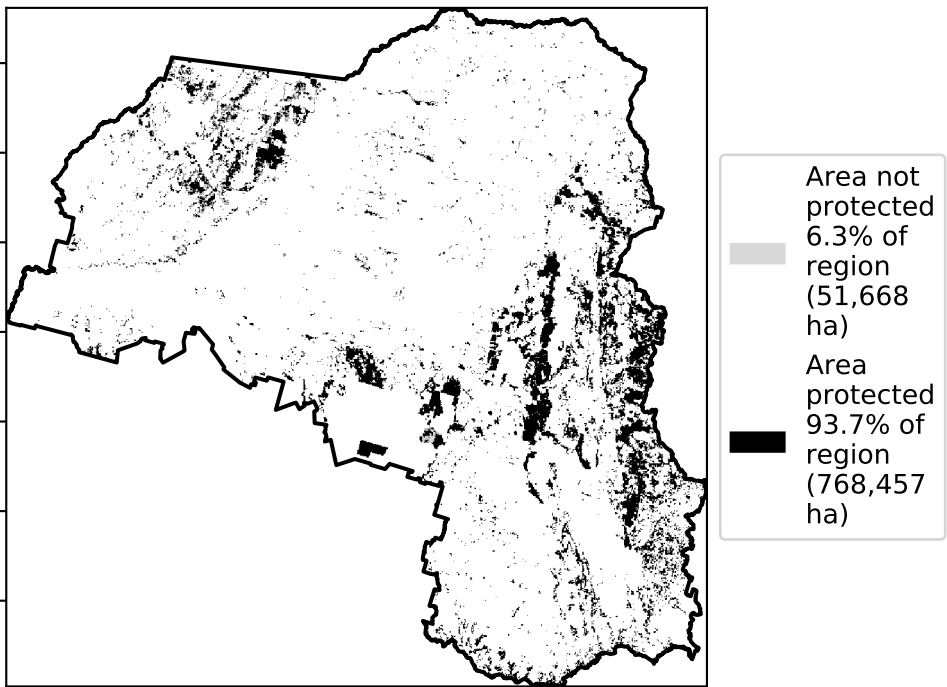 Area not
protected
6.3% of
region
(51,668
ha)
Area
protected
93.7% of
region
(768,457
ha)